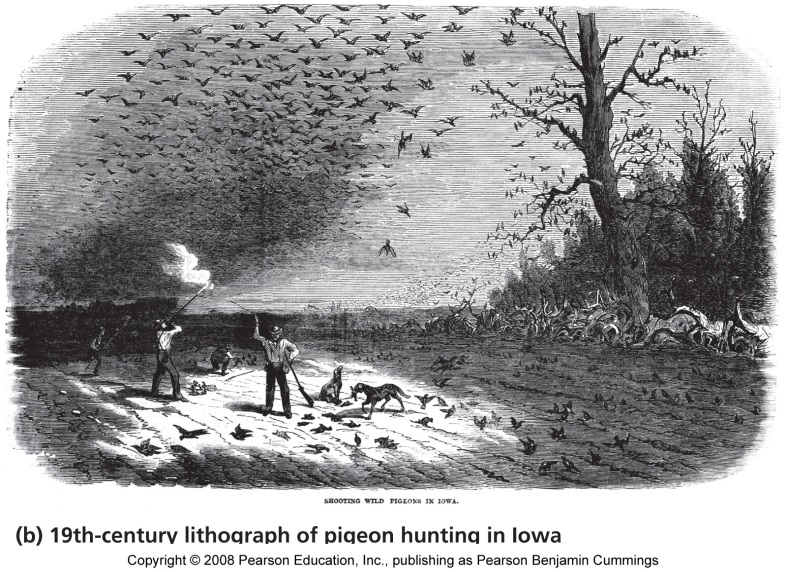 SHOOTING WILD PIGEONS IN IOWA.
(b) 19th-century lithograph of pigeon hunting in Iowa
Copyright © 2008 Pearson Education, Inc., publishing as Pearson Benjamin Cummings